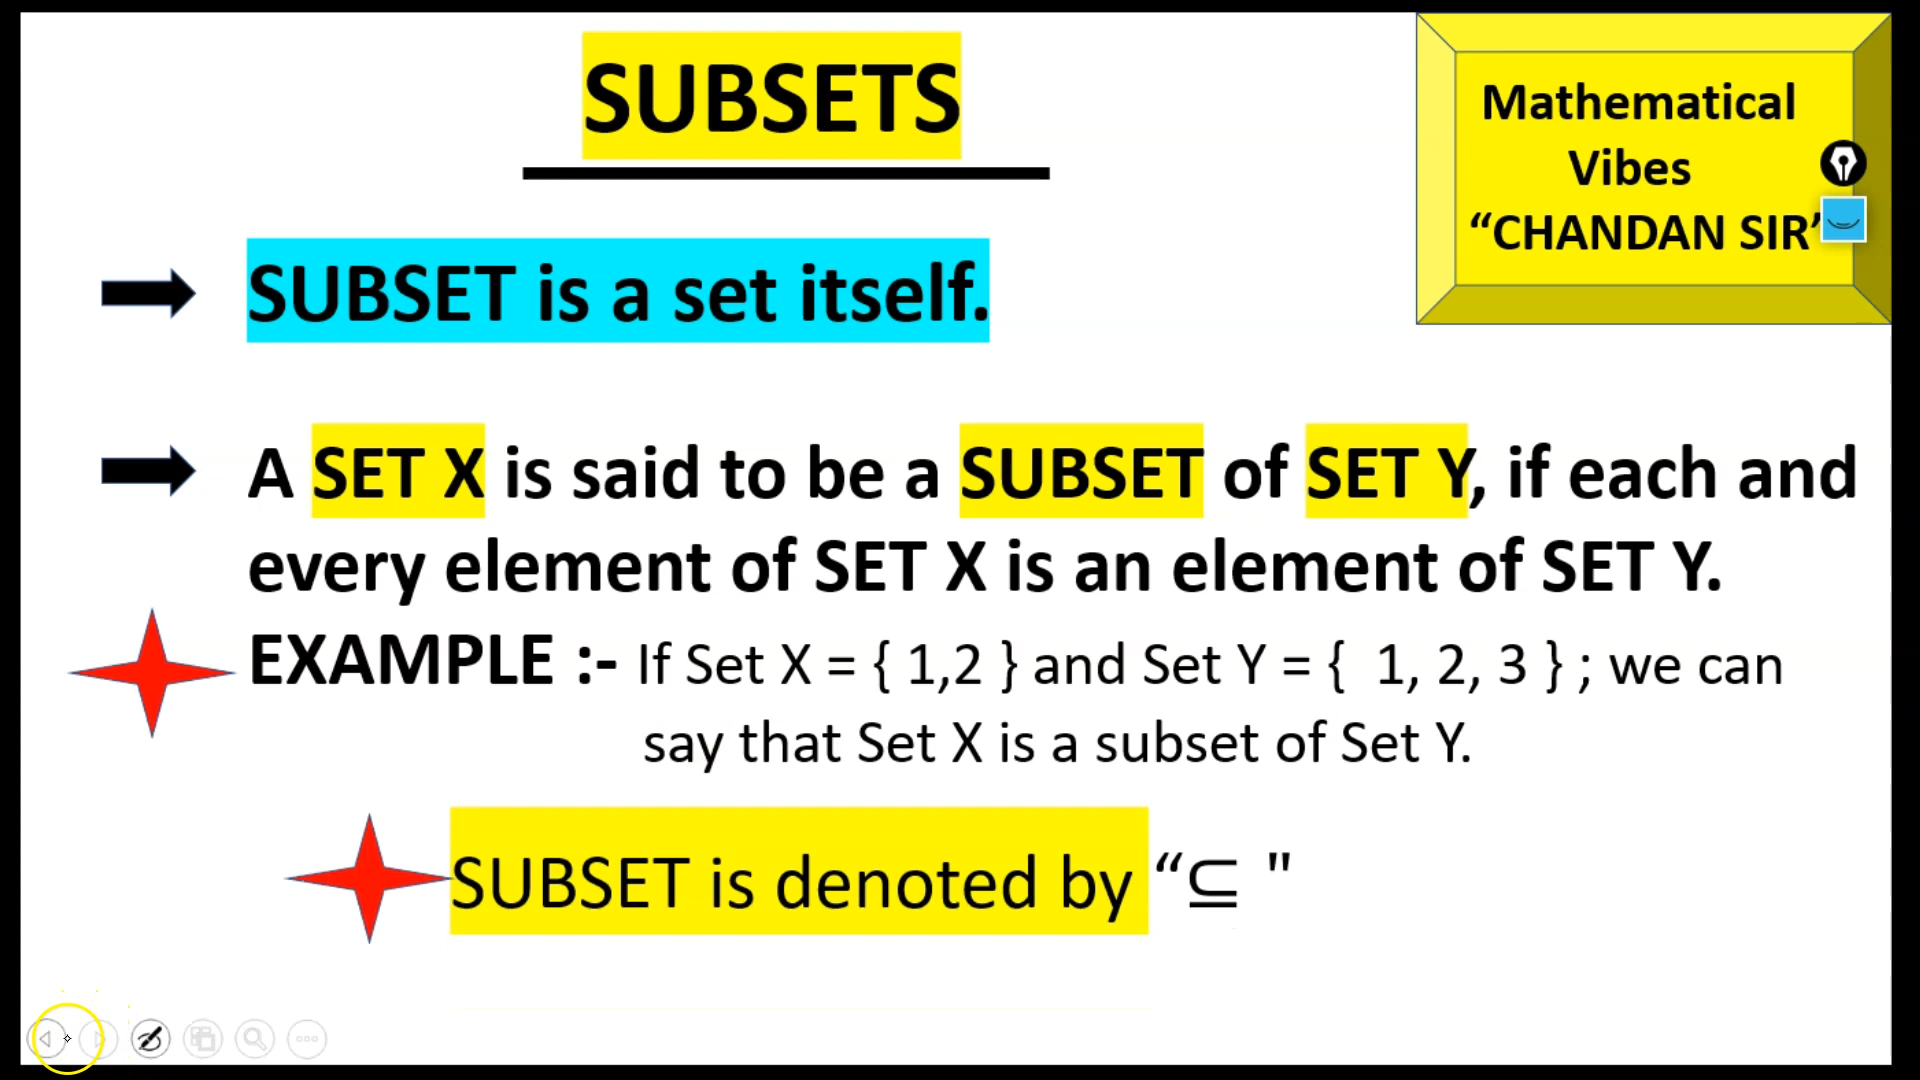 SUBSETS
Mathematical
Vibes
“CHANDAN SIR”
SUBSET is a set itself.
A SET X is said to be a SUBSET of SET Y, if each and
every element of SET X is an element of SET Y.
EXAMPLE :- If Set X = { 1,2 } and Set Y = { 1, 2, 3 } ; we can
say that Set X is a subset of Set Y.
SUBSET is denoted by “⊆ "